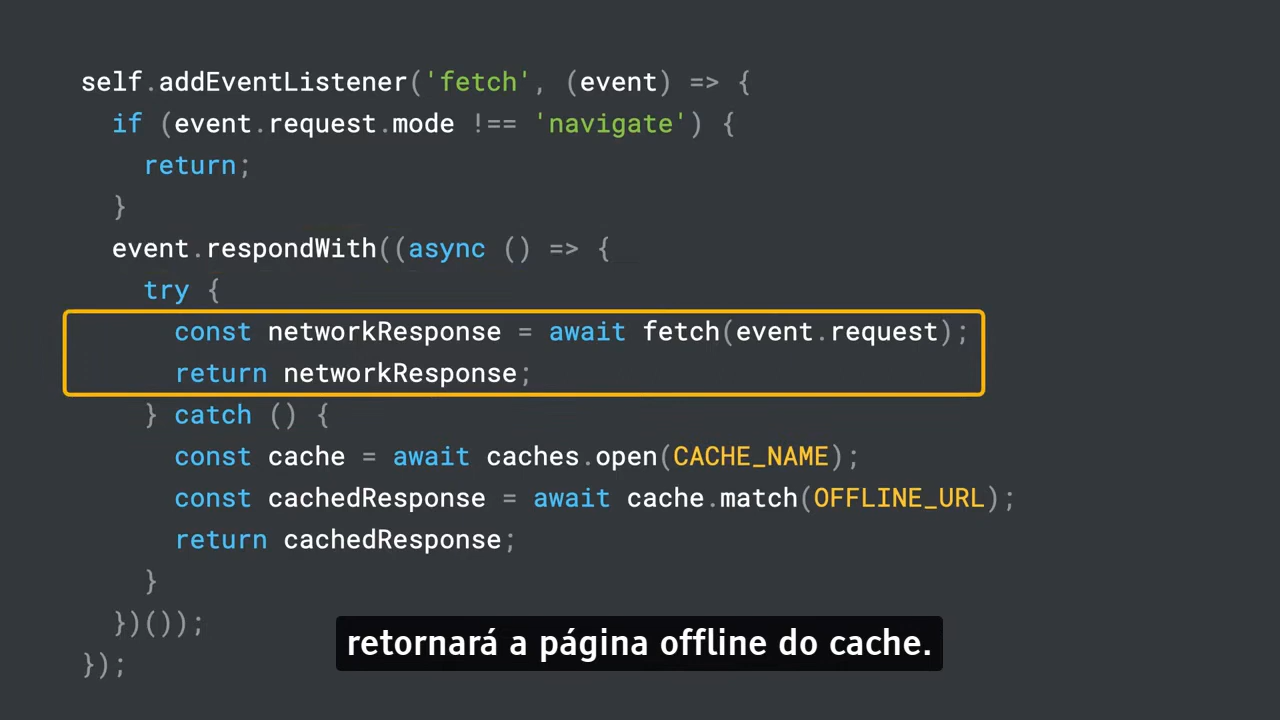 self.addEventListener('fetch', (event) => {
  if (event.request.mode !== 'navigate') {
    return;
  }
  event.respondWith((async () => {
    try {
      const networkResponse = await fetch(event.request);
      return networkResponse;
    } catch () {
      const cache = await caches.open(CACHE_NAME);
      const cachedResponse = await cache.match(OFFLINE_URL);
      return cachedResponse;
    }
  })());
});
retornará a página offline do cache.